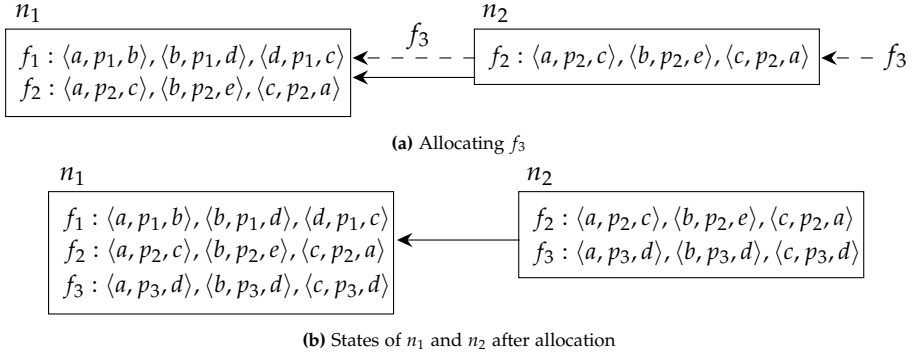 n₁
n₂
f₁ : ⟨a, p₁, b⟩, ⟨b, p₁, d⟩, ⟨d, p₁, c⟩
f₂ : ⟨a, p₂, c⟩, ⟨b, p₂, e⟩, ⟨c, p₂, a⟩
f₃
f₂ : ⟨a, p₂, c⟩, ⟨b, p₂, e⟩, ⟨c, p₂, a⟩
f₃
(a) Allocating f₃
n₁
n₂
f₁ : ⟨a, p₁, b⟩, ⟨b, p₁, d⟩, ⟨d, p₁, c⟩
f₂ : ⟨a, p₂, c⟩, ⟨b, p₂, e⟩, ⟨c, p₂, a⟩
f₃ : ⟨a, p₃, d⟩, ⟨b, p₃, d⟩, ⟨c, p₃, d⟩
f₂ : ⟨a, p₂, c⟩, ⟨b, p₂, e⟩, ⟨c, p₂, a⟩
f₃ : ⟨a, p₃, d⟩, ⟨b, p₃, d⟩, ⟨c, p₃, d⟩
(b) States of n₁ and n₂ after allocation